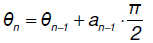 θₙ = θₙ₋₁ + aₙ₋₁ · π/2